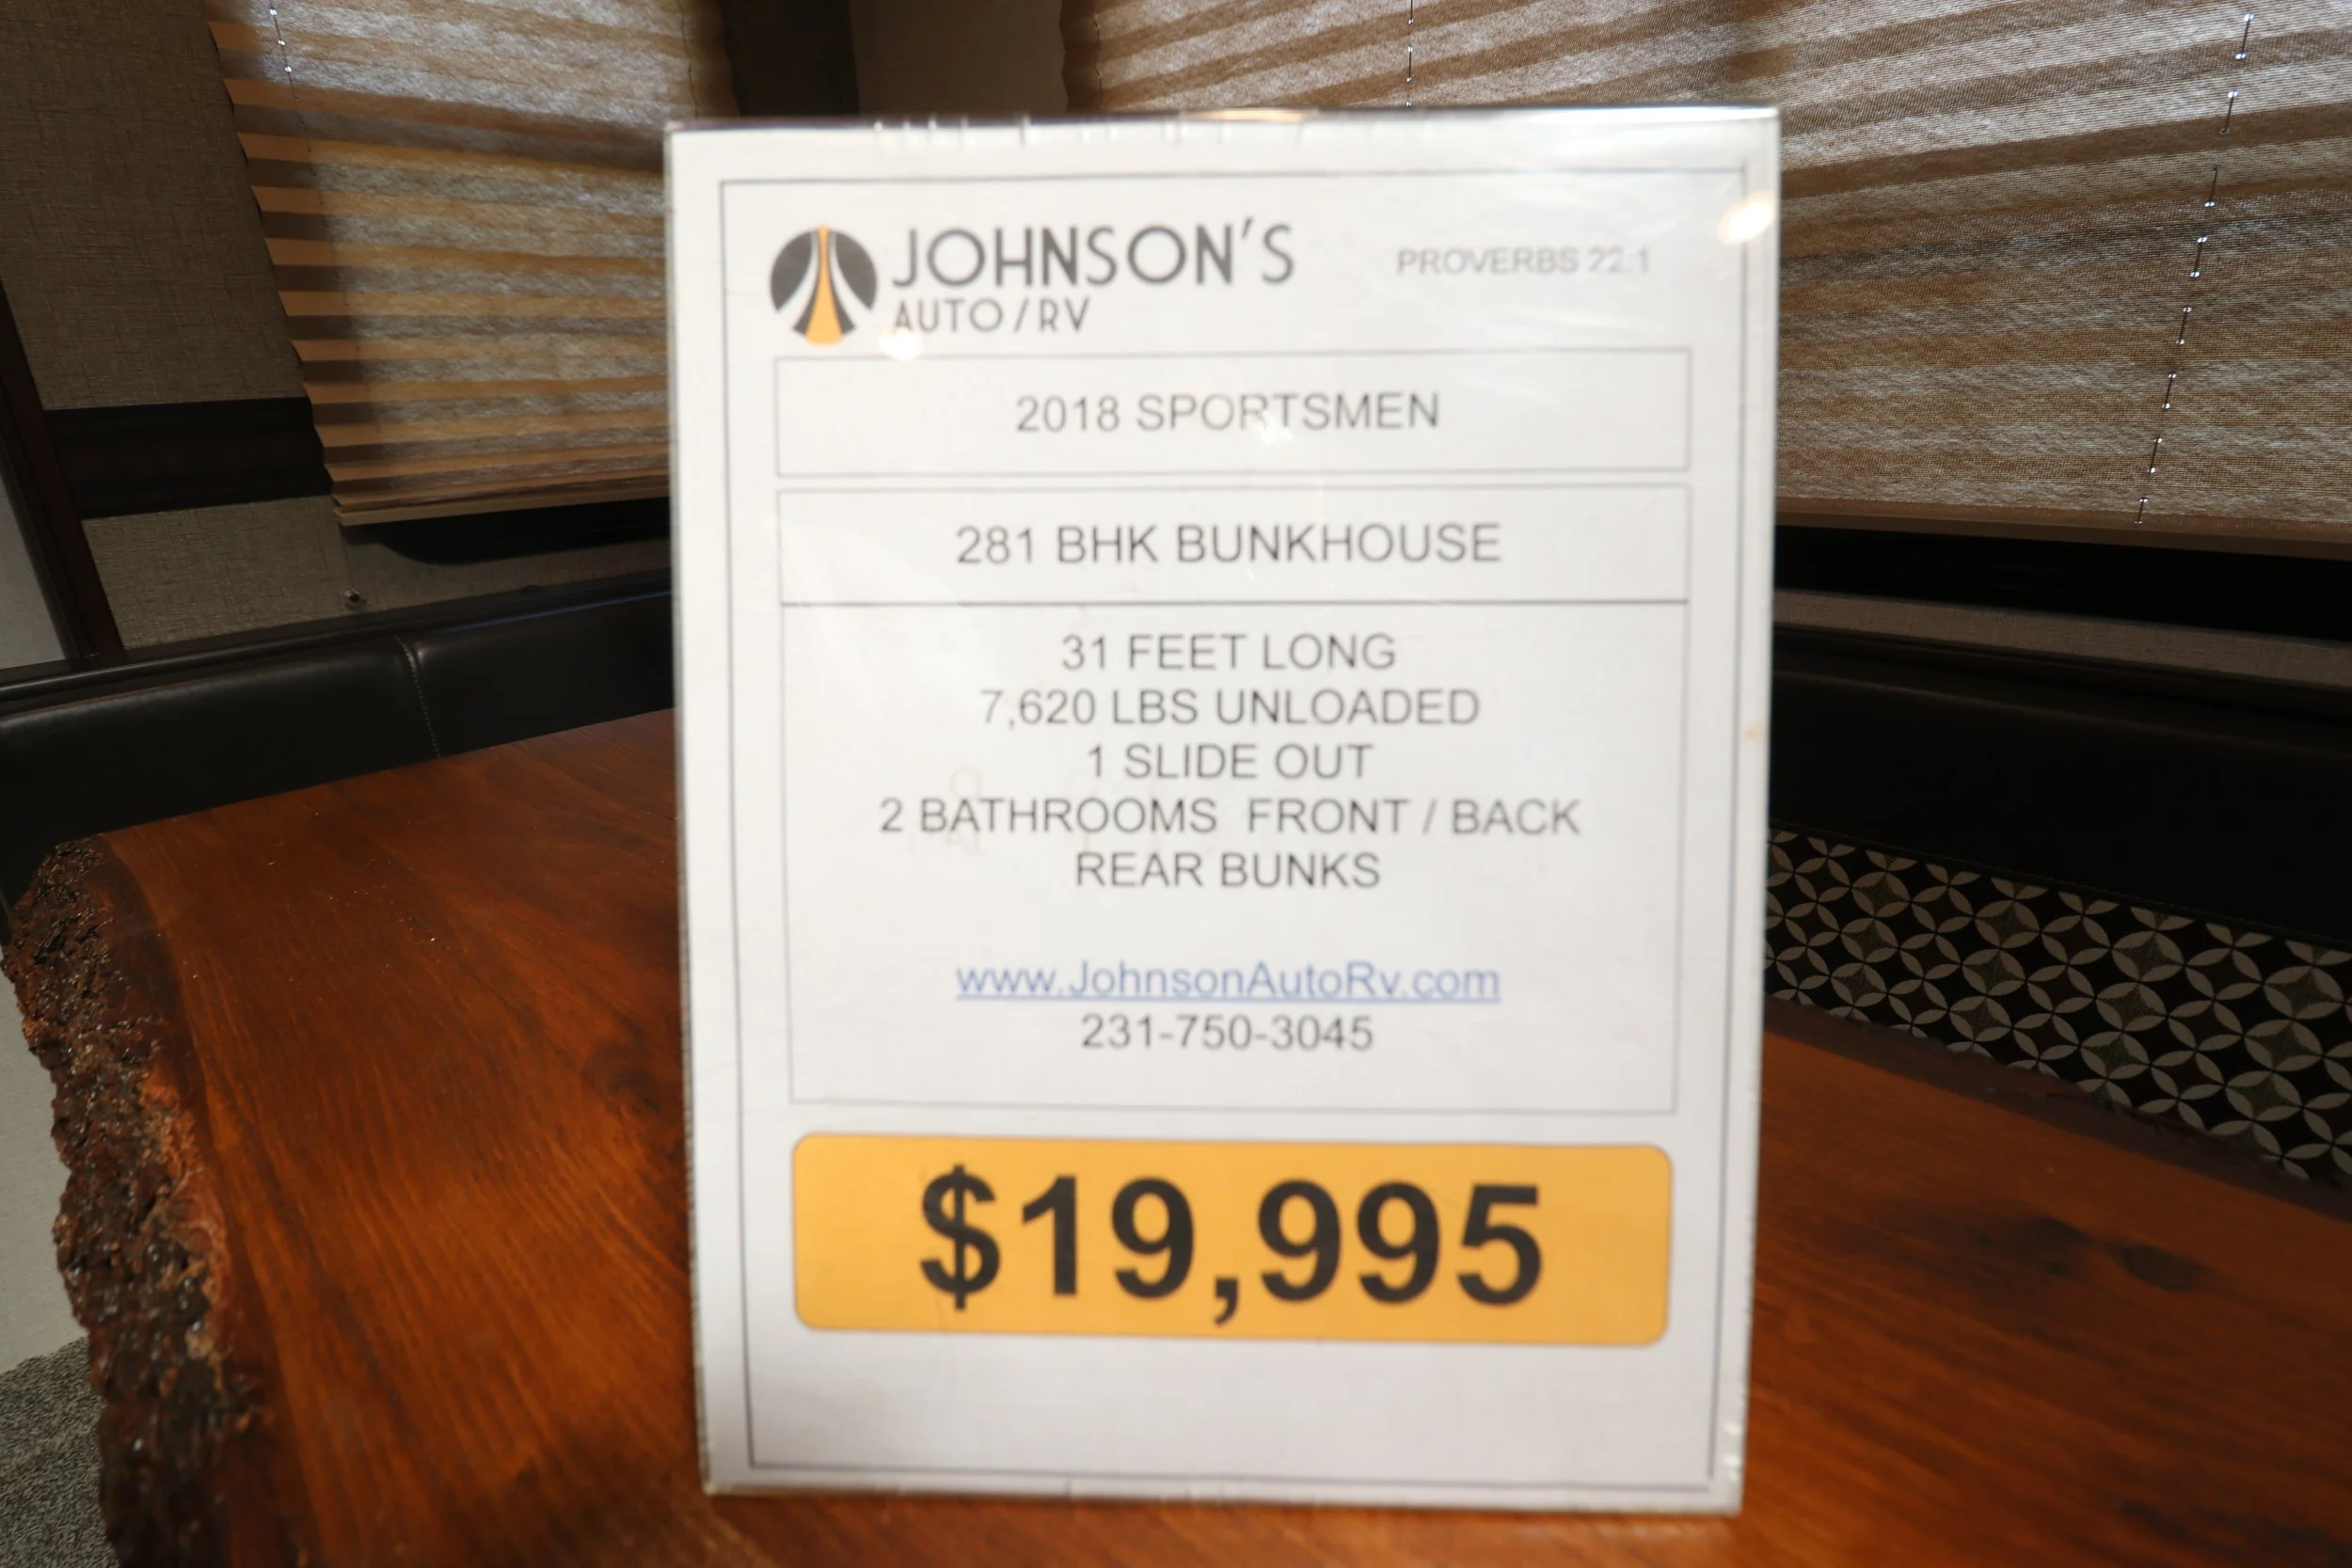 JOHNSON'S
AUTO / RV
PROVERBS 22:1
2018 SPORTSMEN
281 BHK BUNKHOUSE
31 FEET LONG
7,620 LBS UNLOADED
1 SLIDE OUT
2 BATHROOMS FRONT / BACK
REAR BUNKS
www.JohnsonAutoRv.com
231-750-3045
$19,995